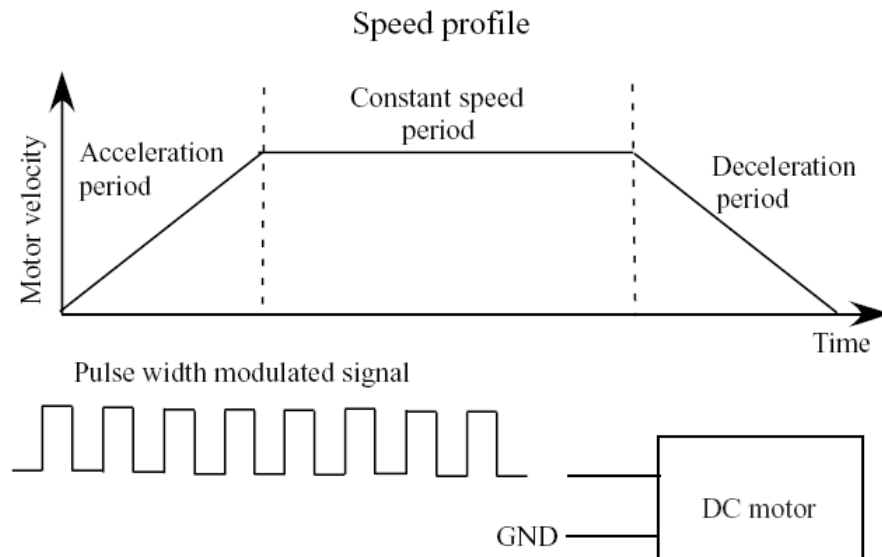 Speed profile
Constant speed
period
Acceleration
period
Deceleration
period
Motor velocity
Time
Pulse width modulated signal
DC motor
GND